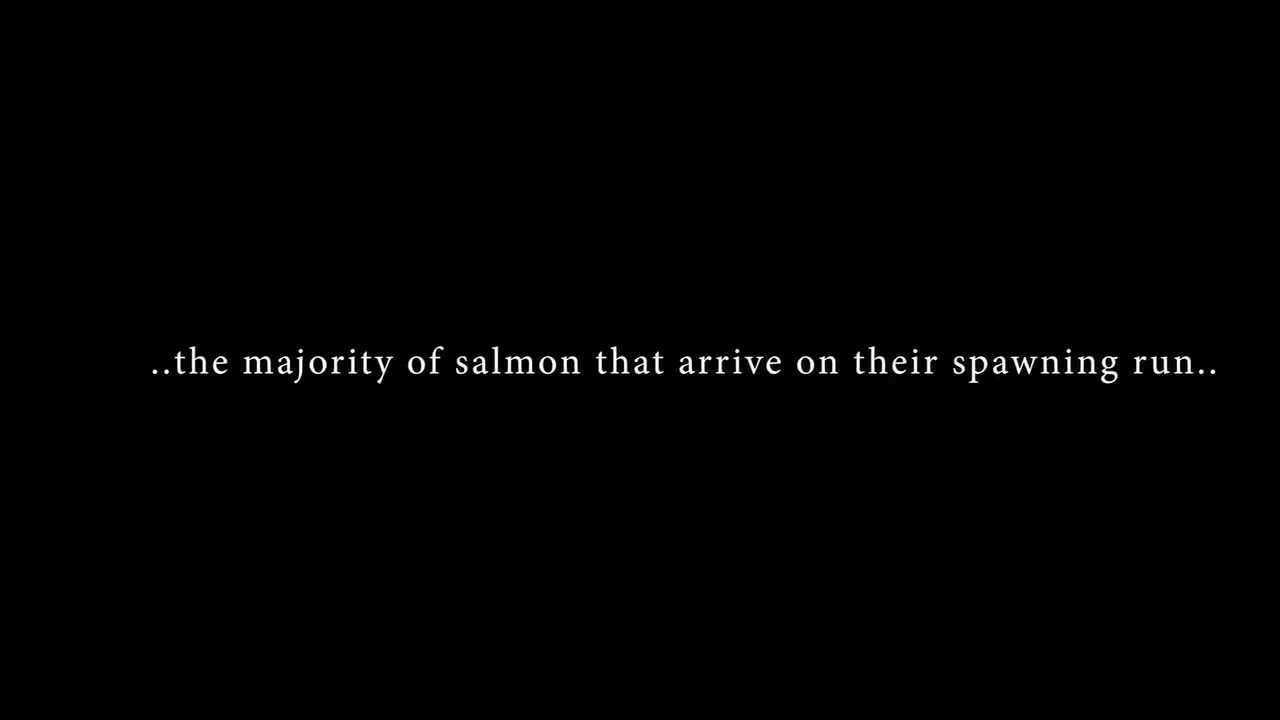 ..the majority of salmon that arrive on their spawning run..